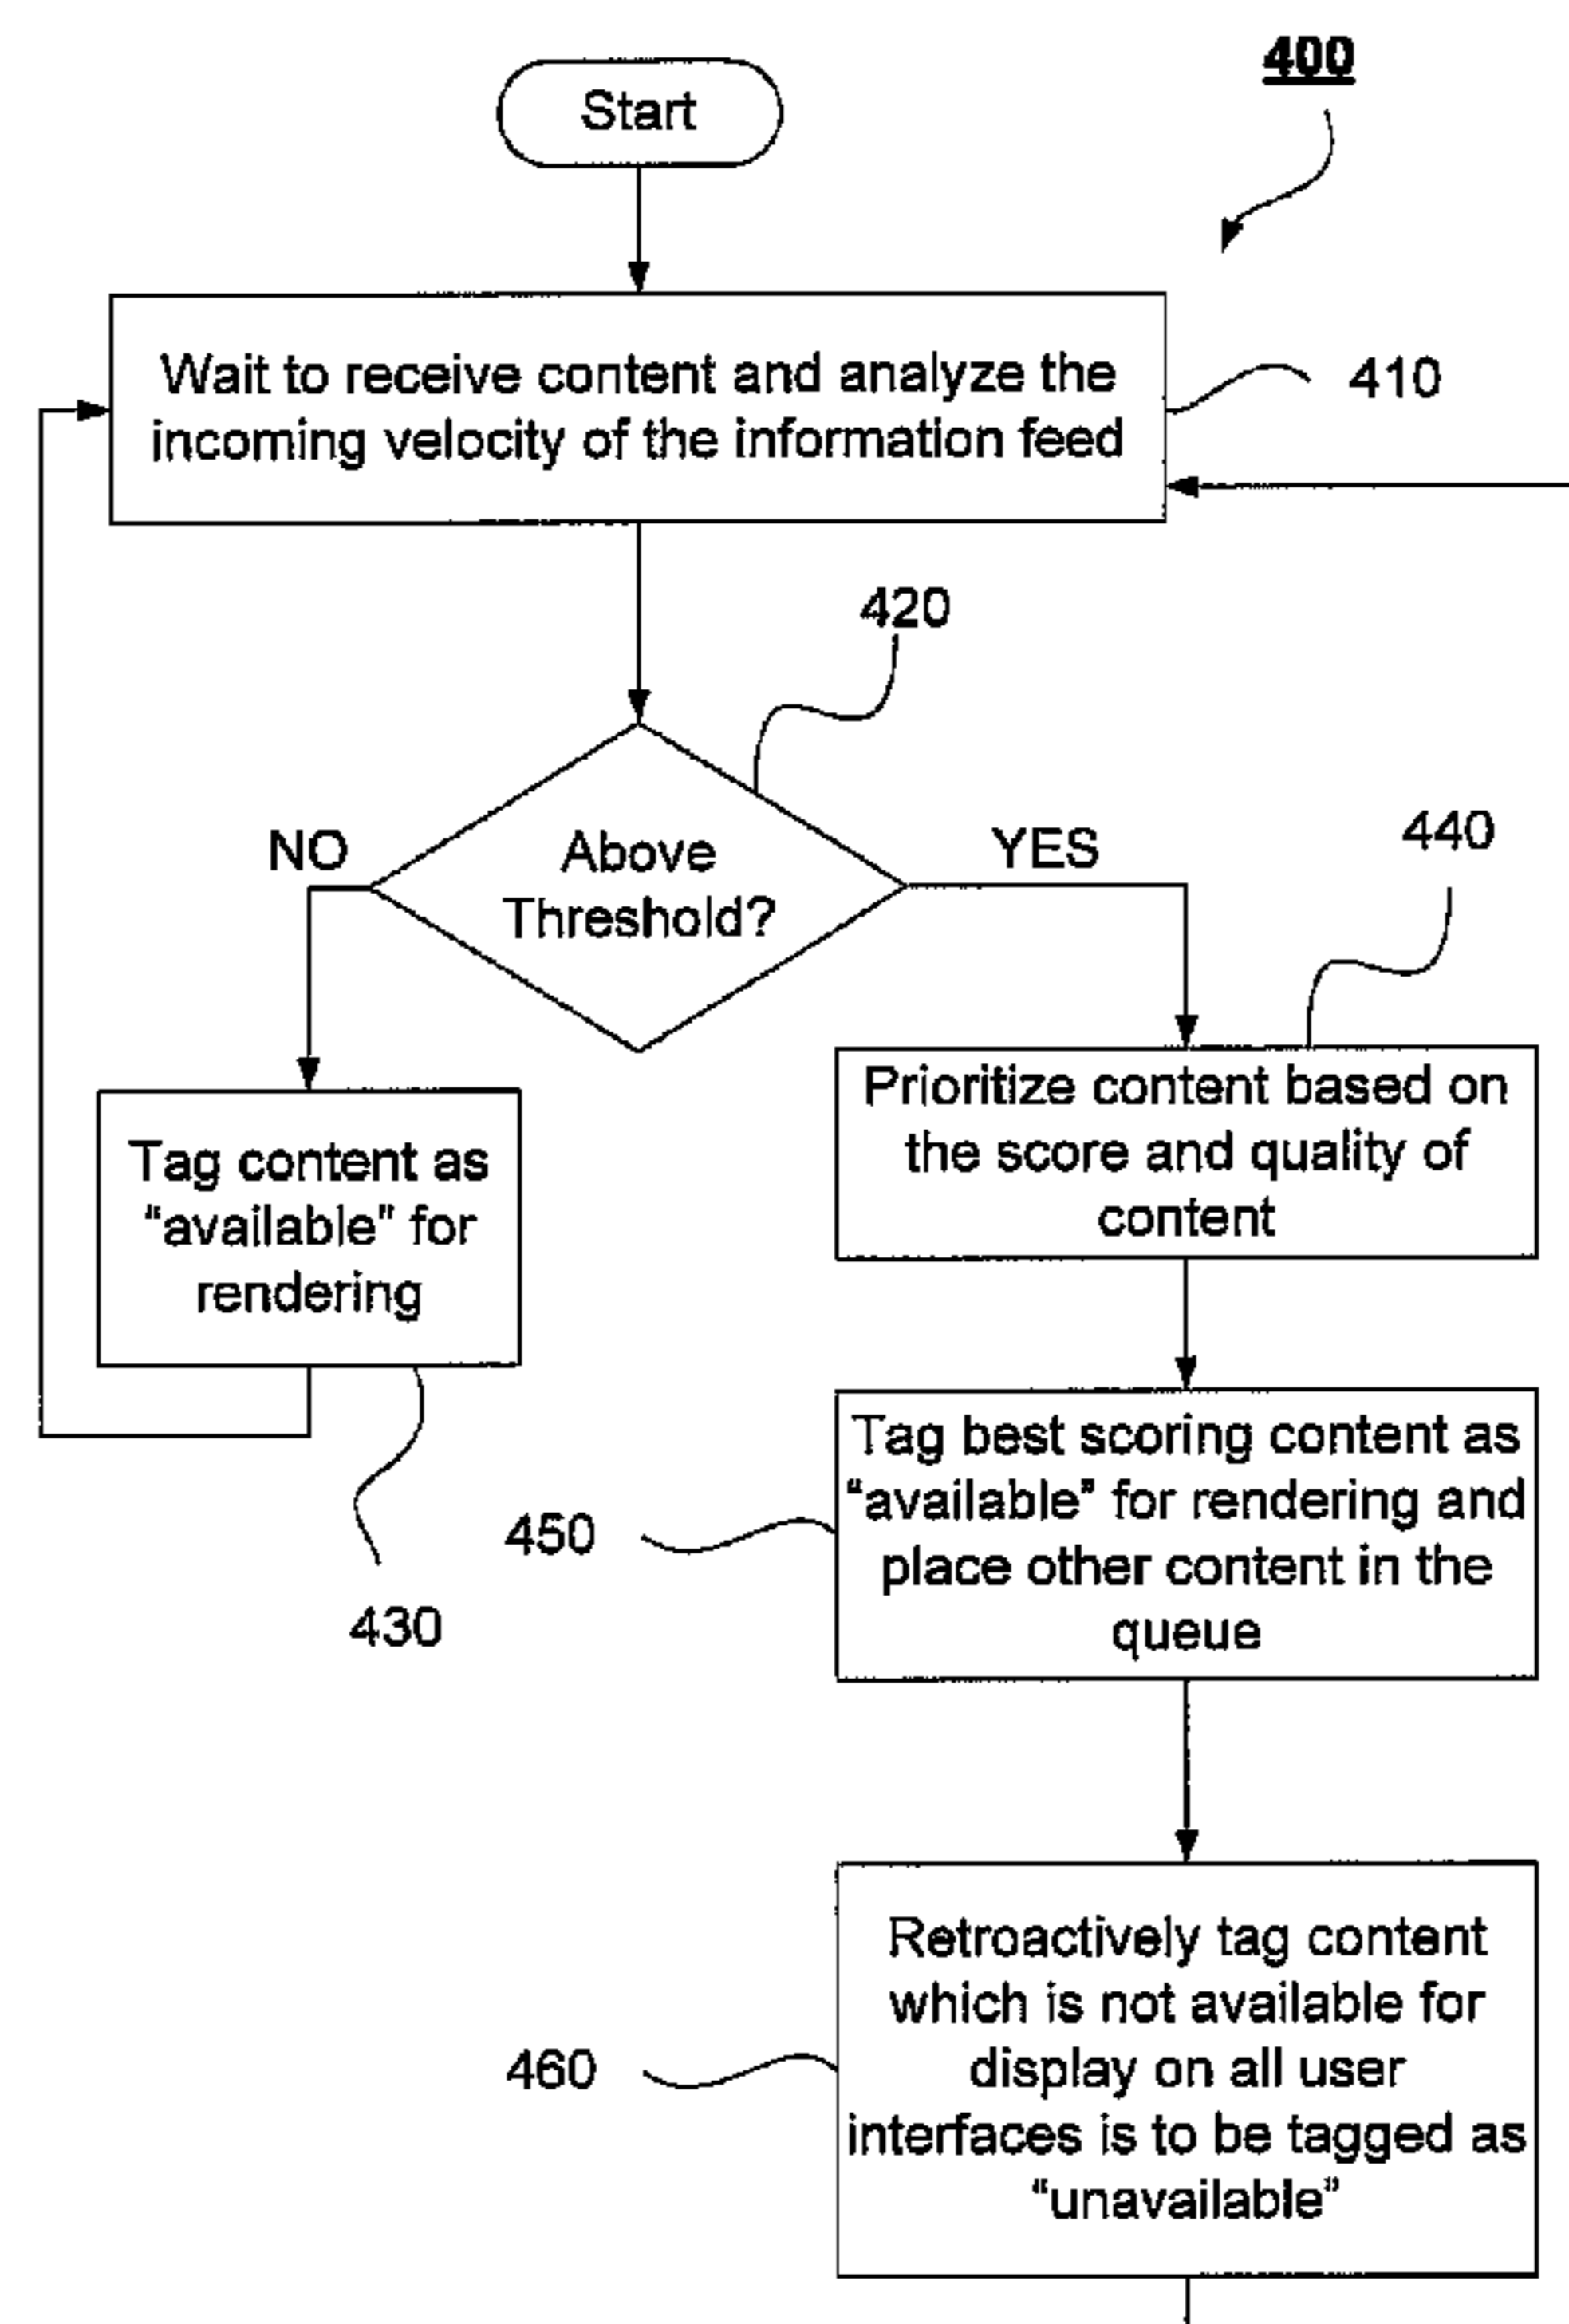 400
Start
Wait to receive content and analyze the
incoming velocity of the information feed
410
420
NO
Above
Threshold?
YES
440
Prioritize content based on
the score and quality of
content
Tag content as
“available” for
rendering
430
Tag best scoring content as
“available” for rendering and
place other content in the
queue
450
Retroactively tag content
which is not available for
display on all user
interfaces is to be tagged as
“unavailable”
460